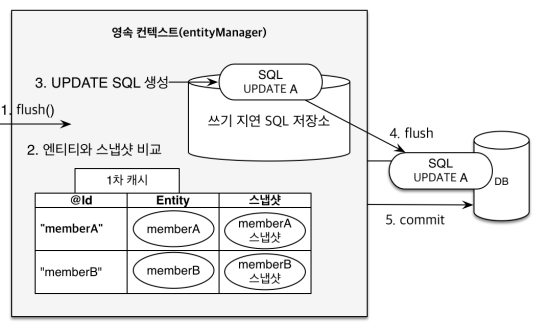 영속 컨텍스트(entityManager)
3. UPDATE SQL 생성
SQL
UPDATE A
1. flush()
쓰기 지연 SQL 저장소
4. flush
2. 엔티티와 스냅샷 비교
SQL
UPDATE A
DB
1차 캐시
@Id Entity 스냅샷
"memberA" memberA memberA
스냅샷
5. commit
"memberB" memberB memberB
스냅샷